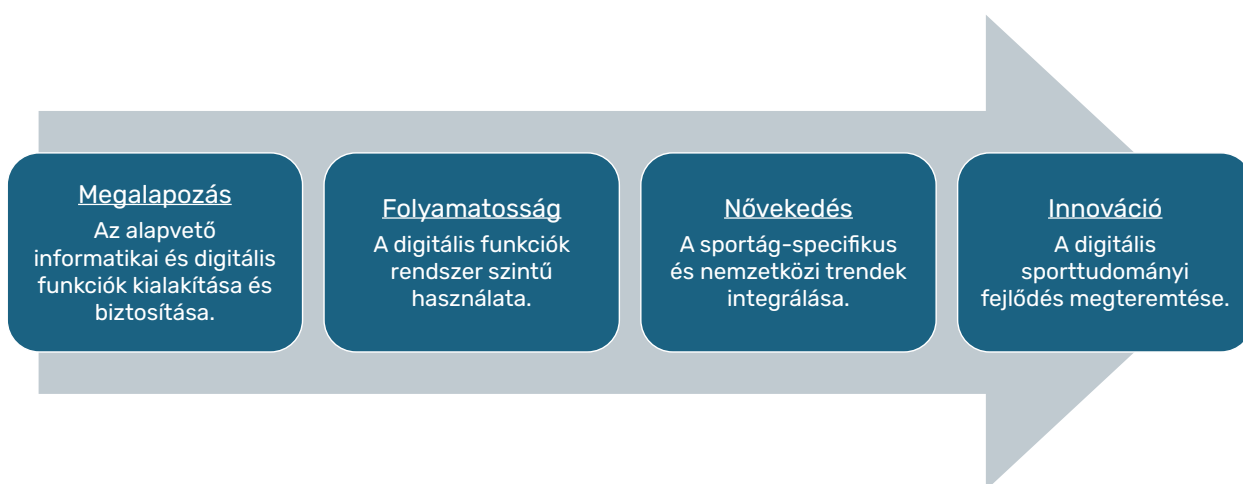 Megalapozás
Az alapvető
informatikai és digitális
funkciók kialakítása és
biztosítása.
Folyamatosság
A digitális funkciók
rendszer szintű
használata.
Nővekedés
A sportág-specifikus
és nemzetközi trendek
integrálása.
Innováció
A digitális
sporttudományi
fejlődés megteremtése.